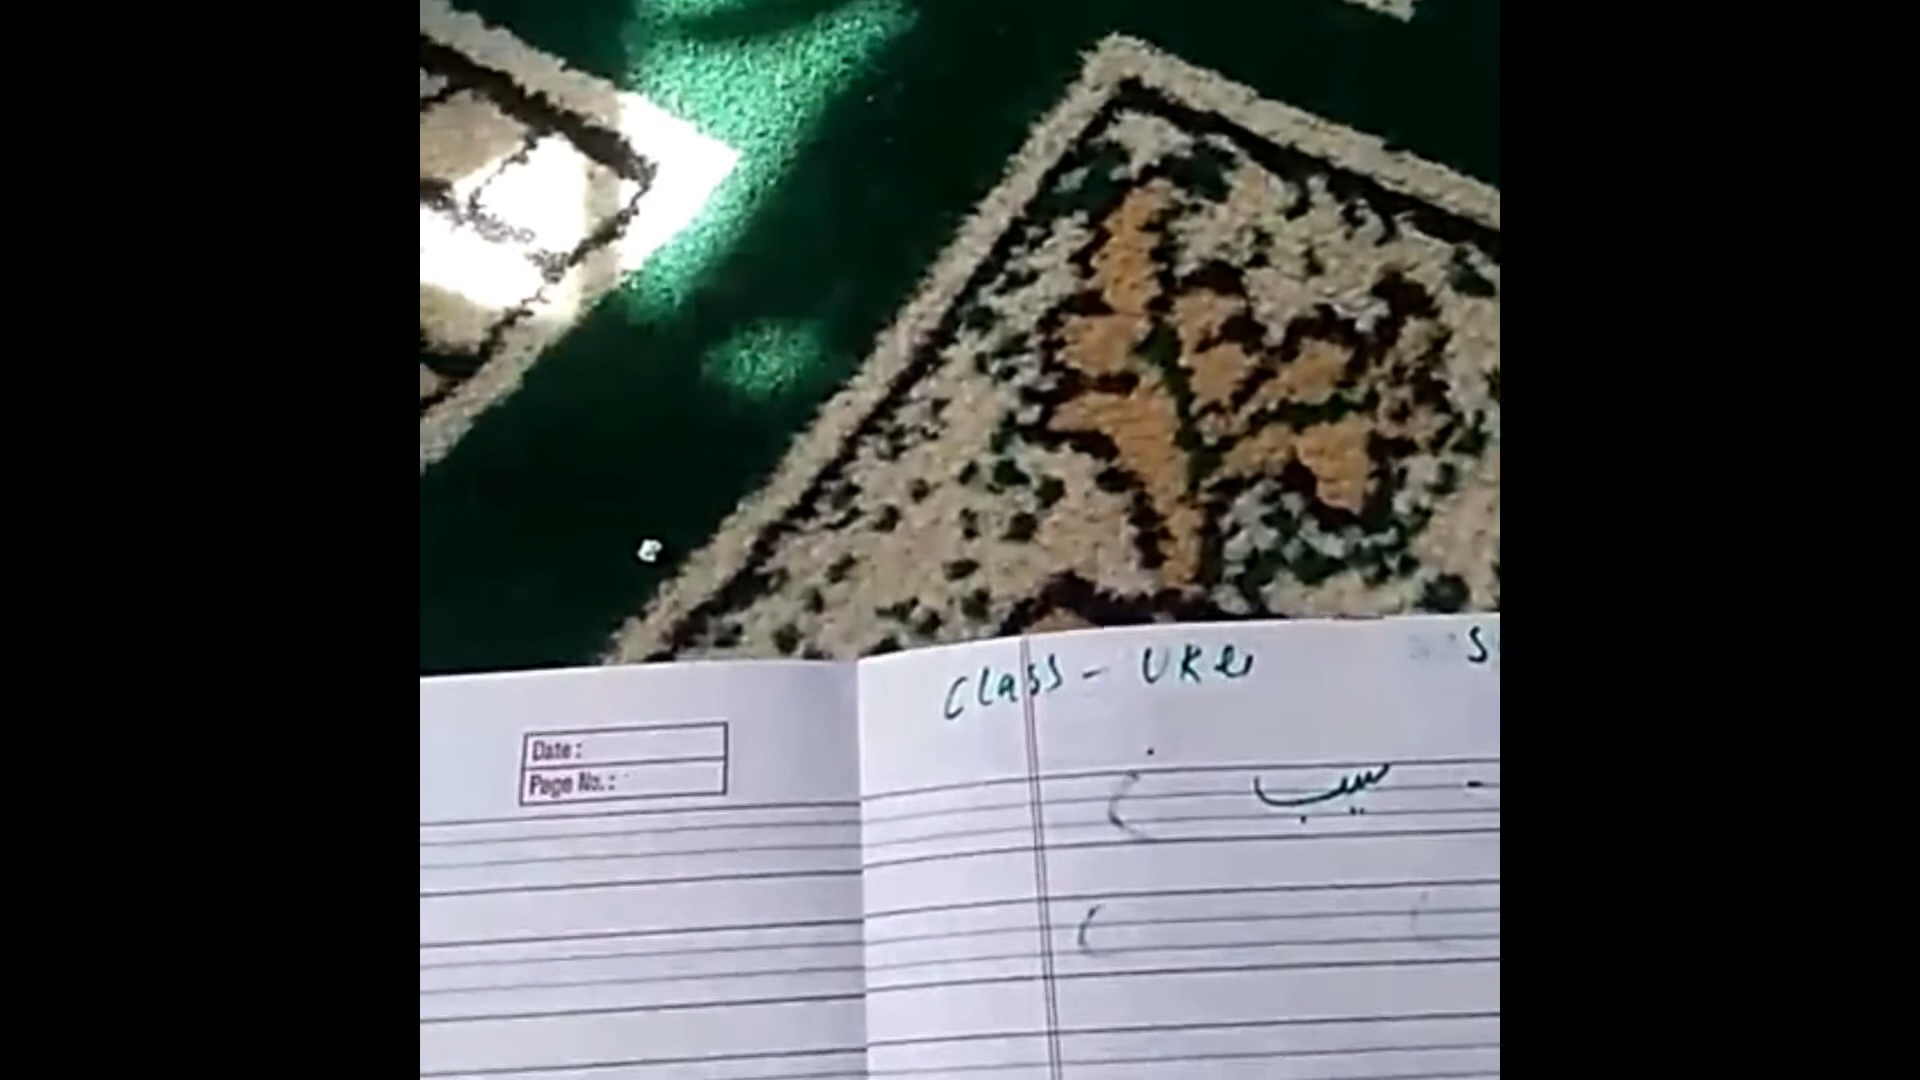 Class - UKG
Date :
Page No. :
سیب